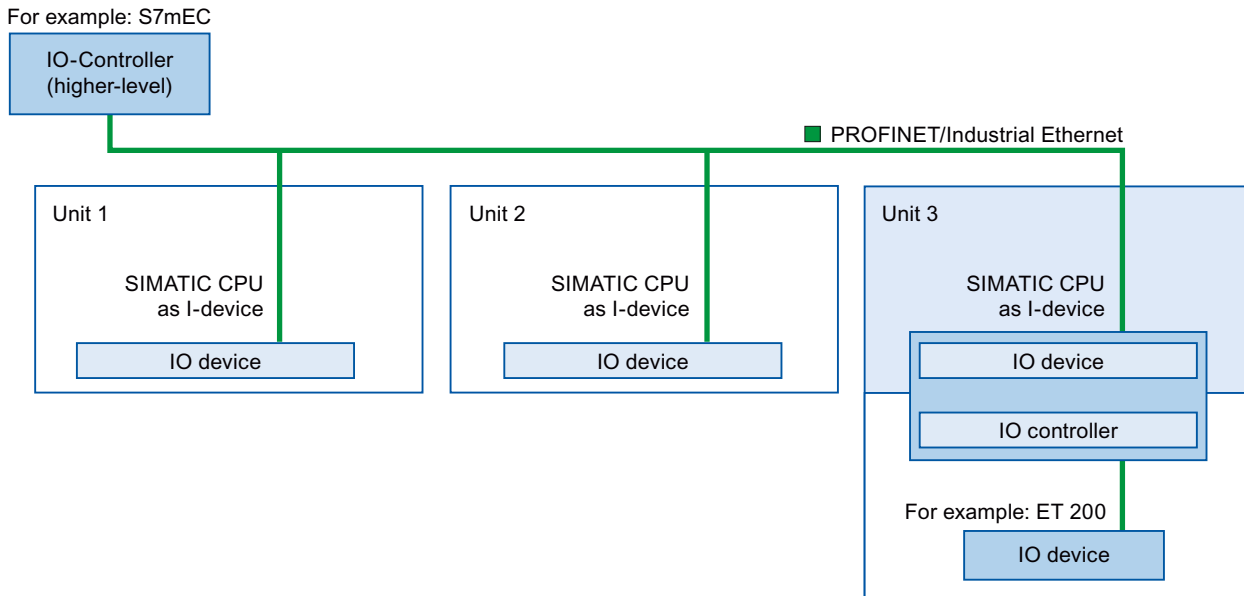 For example: S7mEC
IO-Controller
(higher-level)
PROFINET/Industrial Ethernet
Unit 1
SIMATIC CPU
as I-device
IO device
Unit 2
SIMATIC CPU
as I-device
IO device
Unit 3
SIMATIC CPU
as I-device
IO device
IO controller
For example: ET 200
IO device